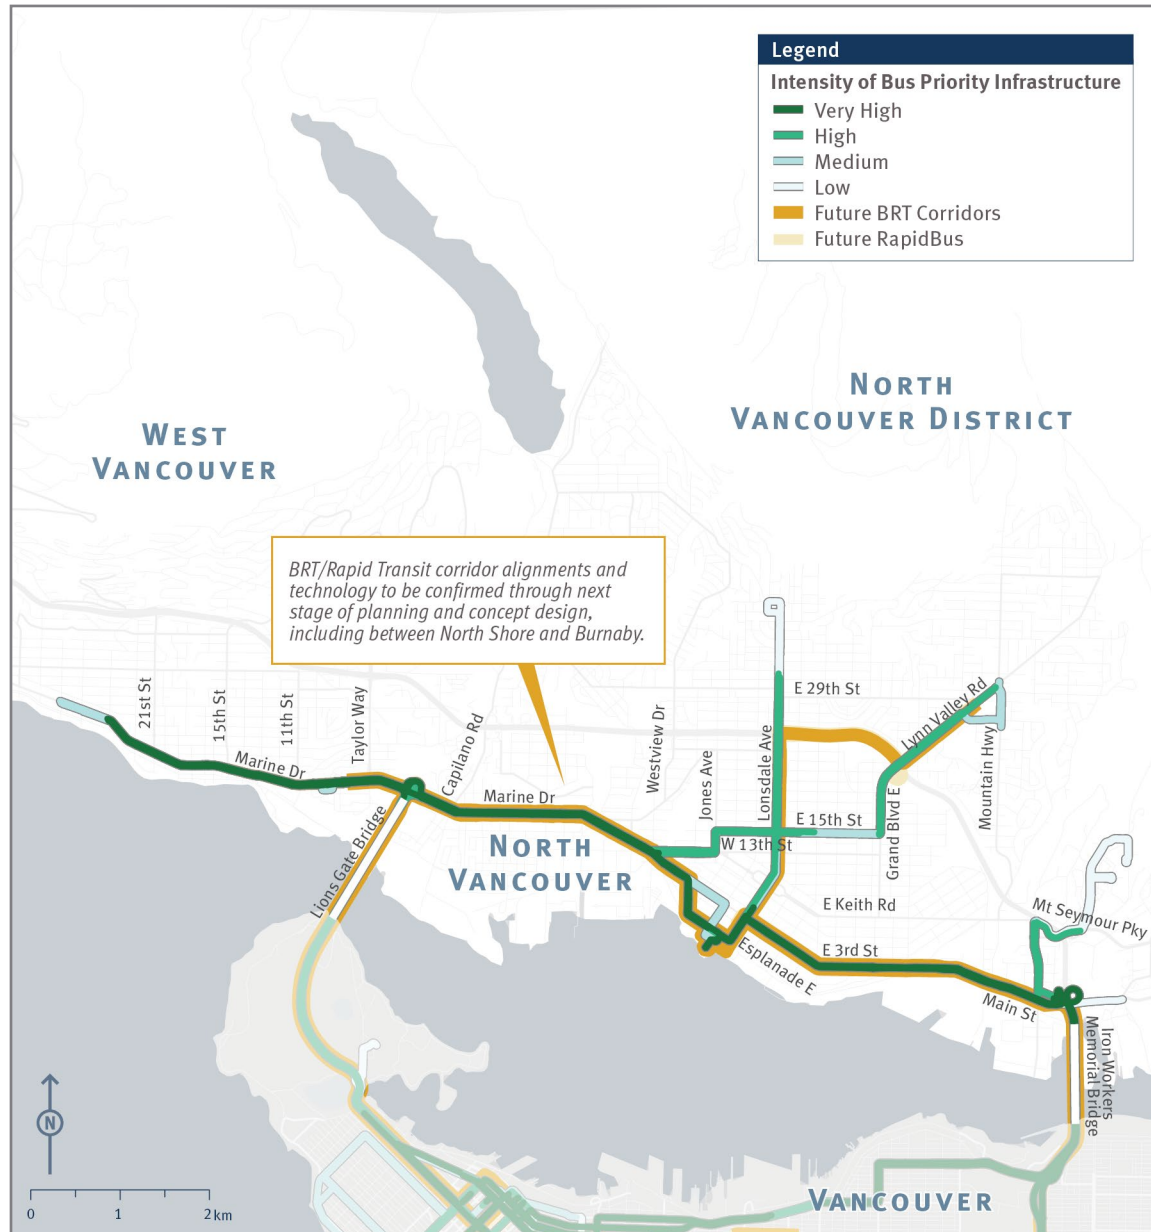 Legend
Intensity of Bus Priority Infrastructure
Very High
High
Medium
Low
Future BRT Corridors
Future RapidBus
NORTH
VANCOUVER DISTRICT
WEST
VANCOUVER
BRT/Rapid Transit corridor alignments and
technology to be confirmed through next
stage of planning and concept design,
including between North Shore and Burnaby.
21st St
15th St
11th St
Taylor Way
Capilano Rd
Westview Dr
Jones Ave
Lonsdale Ave
E 29th St
Lynn Valley Rd
Mountain Hwy
Marine Dr
Marine Dr
E 15th St
W 13th St
Grand Blvd E
NORTH
VANCOUVER
Lions Gate Bridge
E Keith Rd
Mt Seymour Pky
E 3rd St
Esplanade E
Main St
Iron Workers
Memorial Bridge
N
0
1
2 km
VANCOUVER